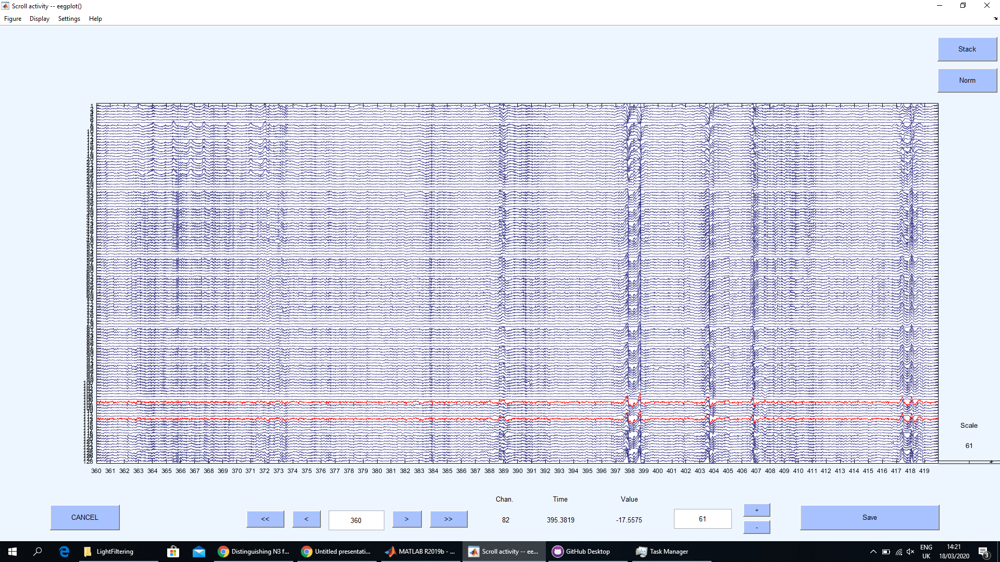 Scroll activity -- eegplot()
Figure Display Settings Help
Stack
Norm
360 361 362 363 364 365 366 367 368 369 370 371 372 373 374 375 376 377 378 379 380 381 382 383 384 385 386 387 388 389 390 391 392 393 394 395 396 397 398 399 400 401 402 403 404 405 406 407 408 409 410 411 412 413 414 415 416 417 418 419
Scale
61
Chan. Time Value
82 395.3819 -17.5575
CANCEL << < 360 > >> 61 + - Save
LightFiltering Distinguishing N3 f... Untitled presentati... MATLAB R2019b - ... Scroll activity -- ee... GitHub Desktop Task Manager
ENG
UK
14:21
18/03/2020
3